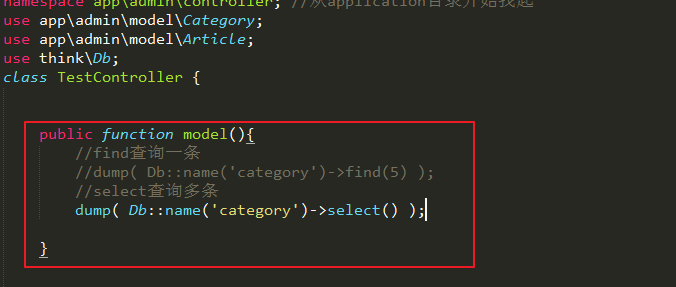 namespace app\admin\controller; //从application目录开始找起
use app\admin\model\Category;
use app\admin\model\Article;
use think\Db;
class TestController {
public function model(){
//find查询一条
//dump( Db::name('category')->find(5) );
//select查询多条
dump( Db::name('category')->select() );
}